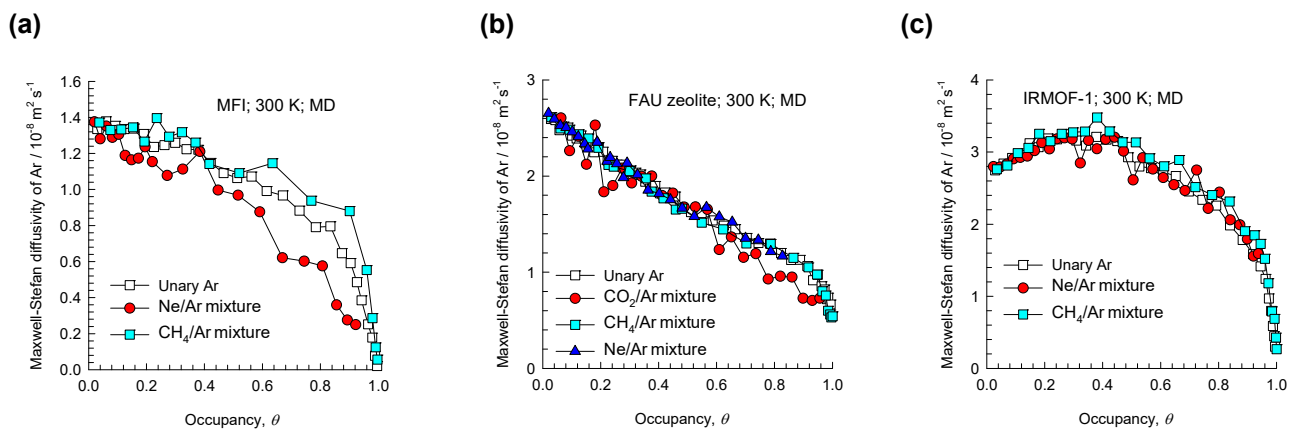 (a)
Maxwell-Stefan diffusivity of Ar / 10⁻⁸ m² s⁻¹
1.6
1.4
1.2
1.0
0.8
0.6
0.4
0.2
0.0
MFI; 300 K; MD
Unary Ar
Ne/Ar mixture
CH₄/Ar mixture
0.0 0.2 0.4 0.6 0.8 1.0
Occupancy, θ
(b)
Maxwell-Stefan diffusivity of Ar / 10⁻⁸ m² s⁻¹
3
2
1
0
FAU zeolite; 300 K; MD
Unary Ar
CO₂/Ar mixture
CH₄/Ar mixture
Ne/Ar mixture
0.0 0.2 0.4 0.6 0.8 1.0
Occupancy, θ
(c)
Maxwell-Stefan diffusivity of Ar / 10⁻⁸ m² s⁻¹
4
3
2
1
0
IRMOF-1; 300 K; MD
Unary Ar
Ne/Ar mixture
CH₄/Ar mixture
0.0 0.2 0.4 0.6 0.8 1.0
Occupancy, θ